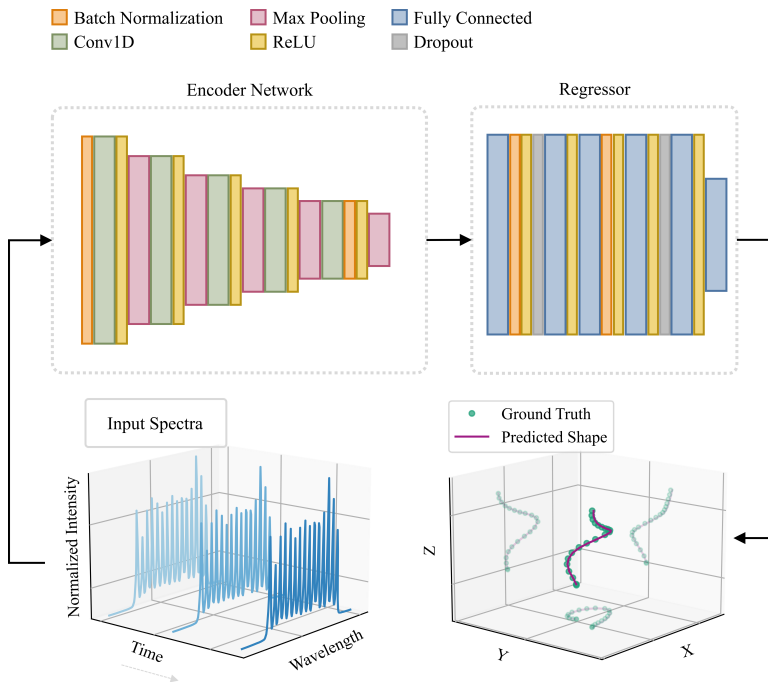 Batch Normalization
Max Pooling
Fully Connected
Conv1D
ReLU
Dropout
Encoder Network
Regressor
Input Spectra
Ground Truth
Predicted Shape
Normalized Intensity
Time
Wavelength
Z
Y
X